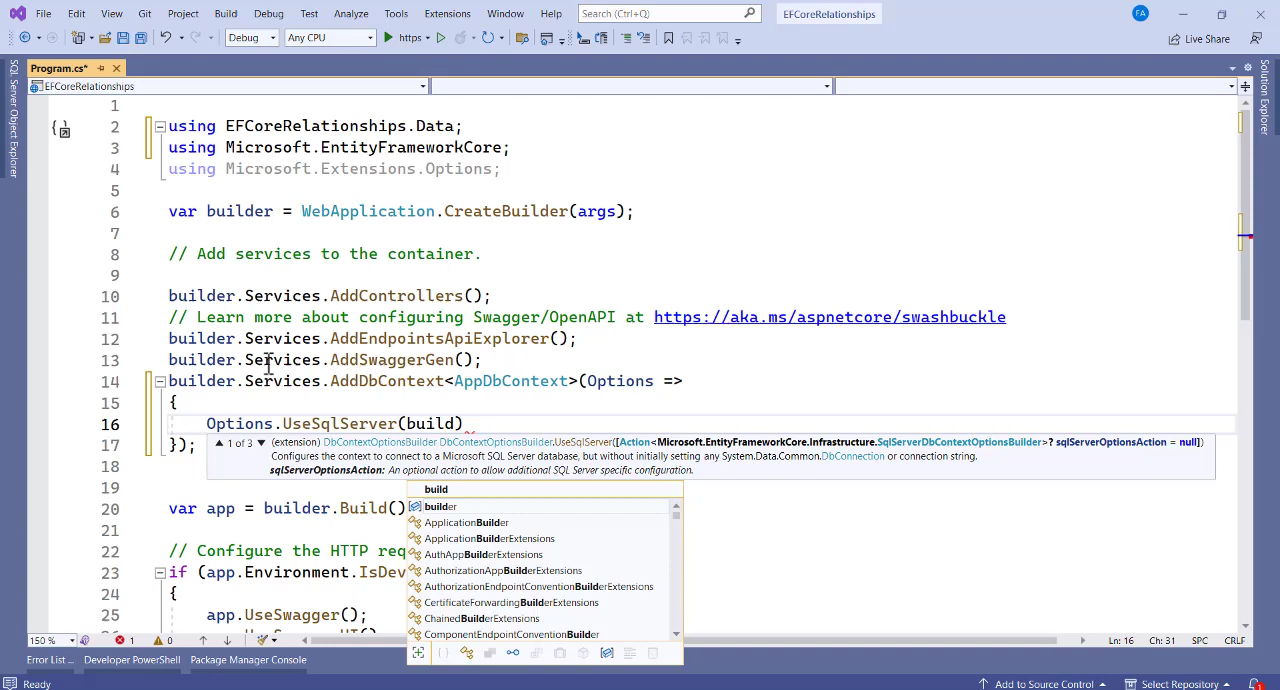 File Edit View Git Project Build Debug Test Analyze Tools Extensions Window Help Search (Ctrl+Q) EFCoreRelationships FA
Debug Any CPU https Live Share
Program.cs*
EFCoreRelationships
SQL Server Object Explorer
Solution Explorer
1
2 using EFCoreRelationships.Data;
3 using Microsoft.EntityFrameworkCore;
4 using Microsoft.Extensions.Options;
5
6 var builder = WebApplication.CreateBuilder(args);
7
8 // Add services to the container.
9
10 builder.Services.AddControllers();
11 // Learn more about configuring Swagger/OpenAPI at https://aka.ms/aspnetcore/swashbuckle
12 builder.Services.AddEndpointsApiExplorer();
13 builder.Services.AddSwaggerGen();
14 builder.Services.AddDbContext<AppDbContext>(Options =>
15 {
16 Options.UseSqlServer(build)
17 });
▲ 1 of 3 ▼ (extension) DbContextOptionsBuilder DbContextOptionsBuilder.UseSqlServer([Action<Microsoft.EntityFrameworkCore.Infrastructure.SqlServerDbContextOptionsBuilder>? sqlServerOptionsAction = null])
Configures the context to connect to a Microsoft SQL Server database, but without initially setting any System.Data.Common.DbConnection or connection string.
sqlServerOptionsAction: An optional action to allow additional SQL Server specific configuration.
18
19
20 var app = builder.Build()
21
22 // Configure the HTTP req
23 if (app.Environment.IsDev
24 {
25 app.UseSwagger();
build
builder
ApplicationBuilder
ApplicationBuilderExtensions
AuthAppBuilderExtensions
AuthorizationAppBuilderExtensions
AuthorizationEndpointConventionBuilderExtensions
CertificateForwardingBuilderExtensions
ChainedBuilderExtensions
ComponentEndpointConventionBuilder
150 % 1 0 Ln: 16 Ch: 31 SPC CRLF
Error List ... Developer PowerShell Package Manager Console
Ready Add to Source Control Select Repository 1